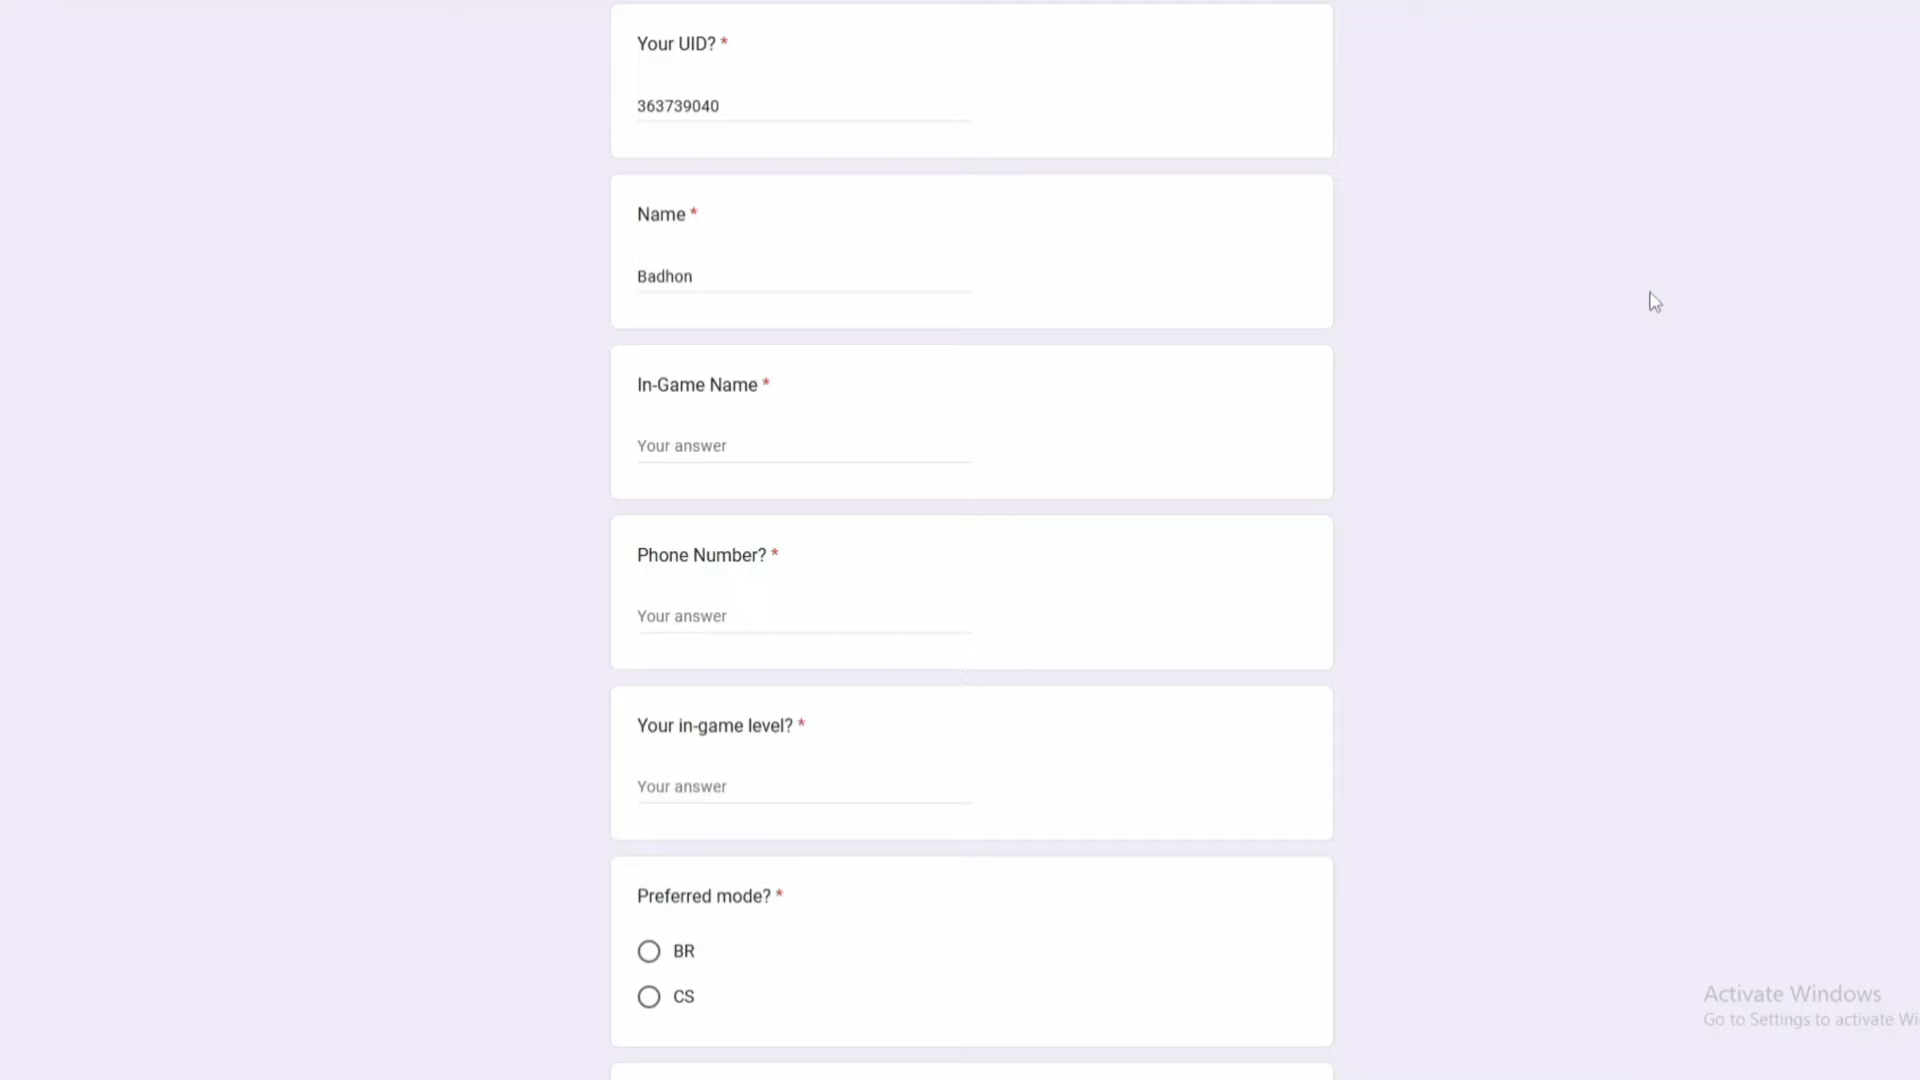 Your UID? *
363739040
Name *
Badhon
In-Game Name *
Your answer
Phone Number? *
Your answer
Your in-game level? *
Your answer
Preferred mode? *
BR
CS
Activate Windows
Go to Settings to activate Wi